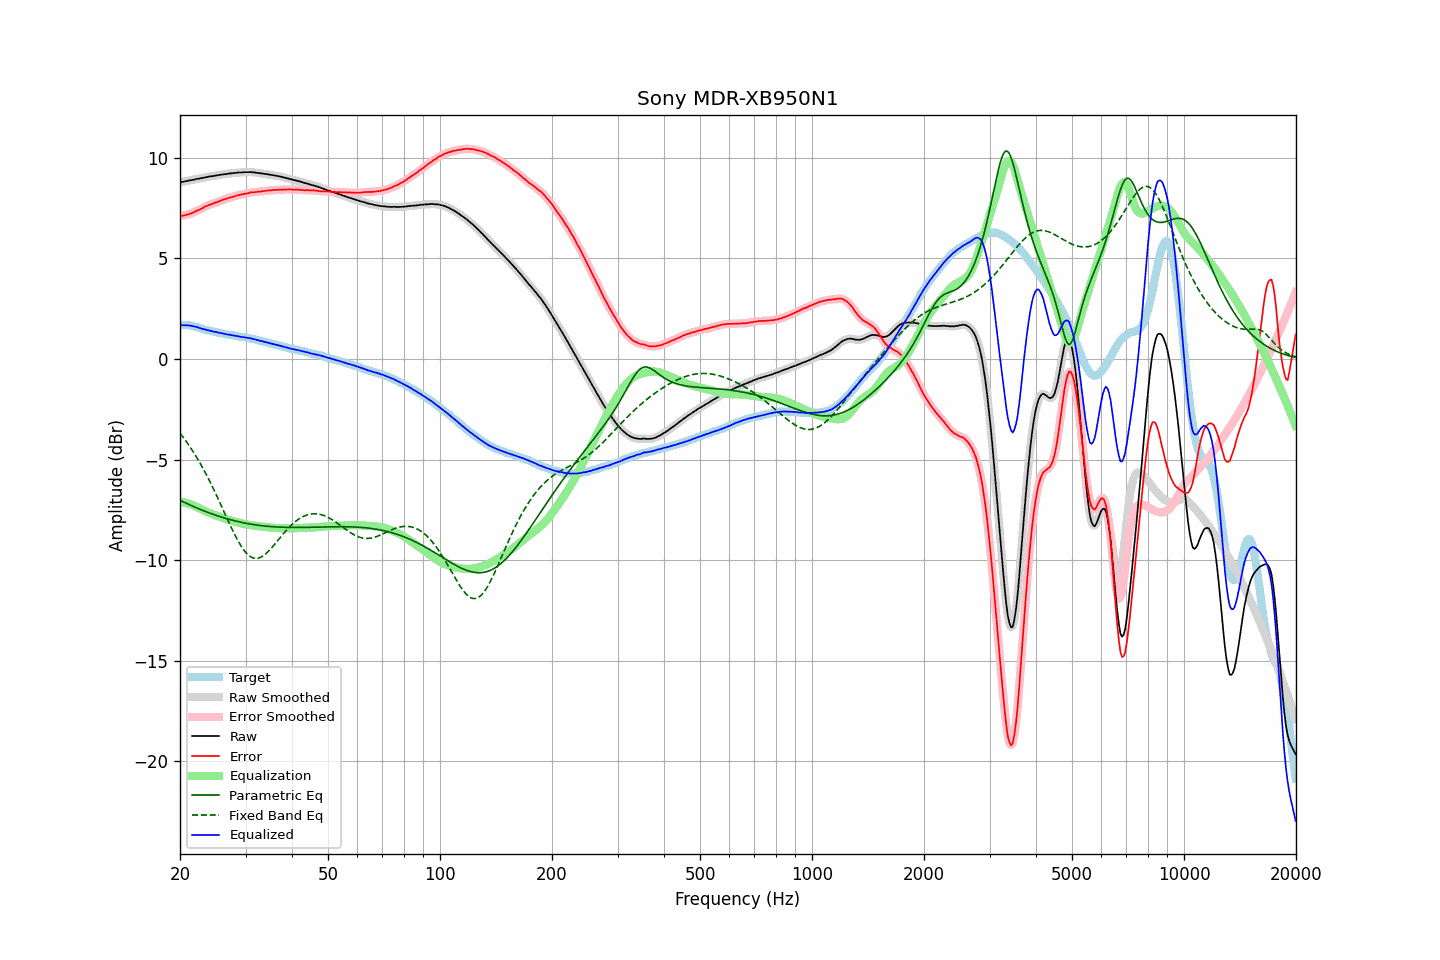 Sony MDR-XB950N1
Amplitude (dBr)
10
5
0
−5
−10
−15
−20
Target
Raw Smoothed
Error Smoothed
Raw
Error
Equalization
Parametric Eq
Fixed Band Eq
Equalized
20 50 100 200 500 1000 2000 5000 10000 20000
Frequency (Hz)